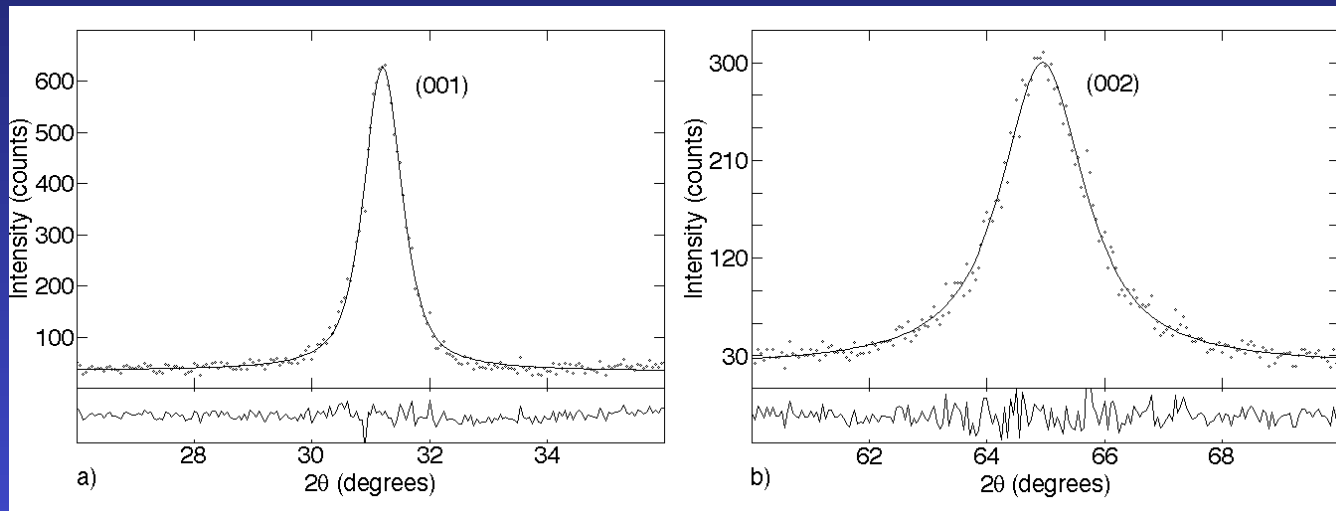 Intensity (counts)
600
500
400
300
200
100
(001)
28 30 32 34
2θ (degrees)
a)
Intensity (counts)
300
210
120
30
(002)
62 64 66 68
2θ (degrees)
b)